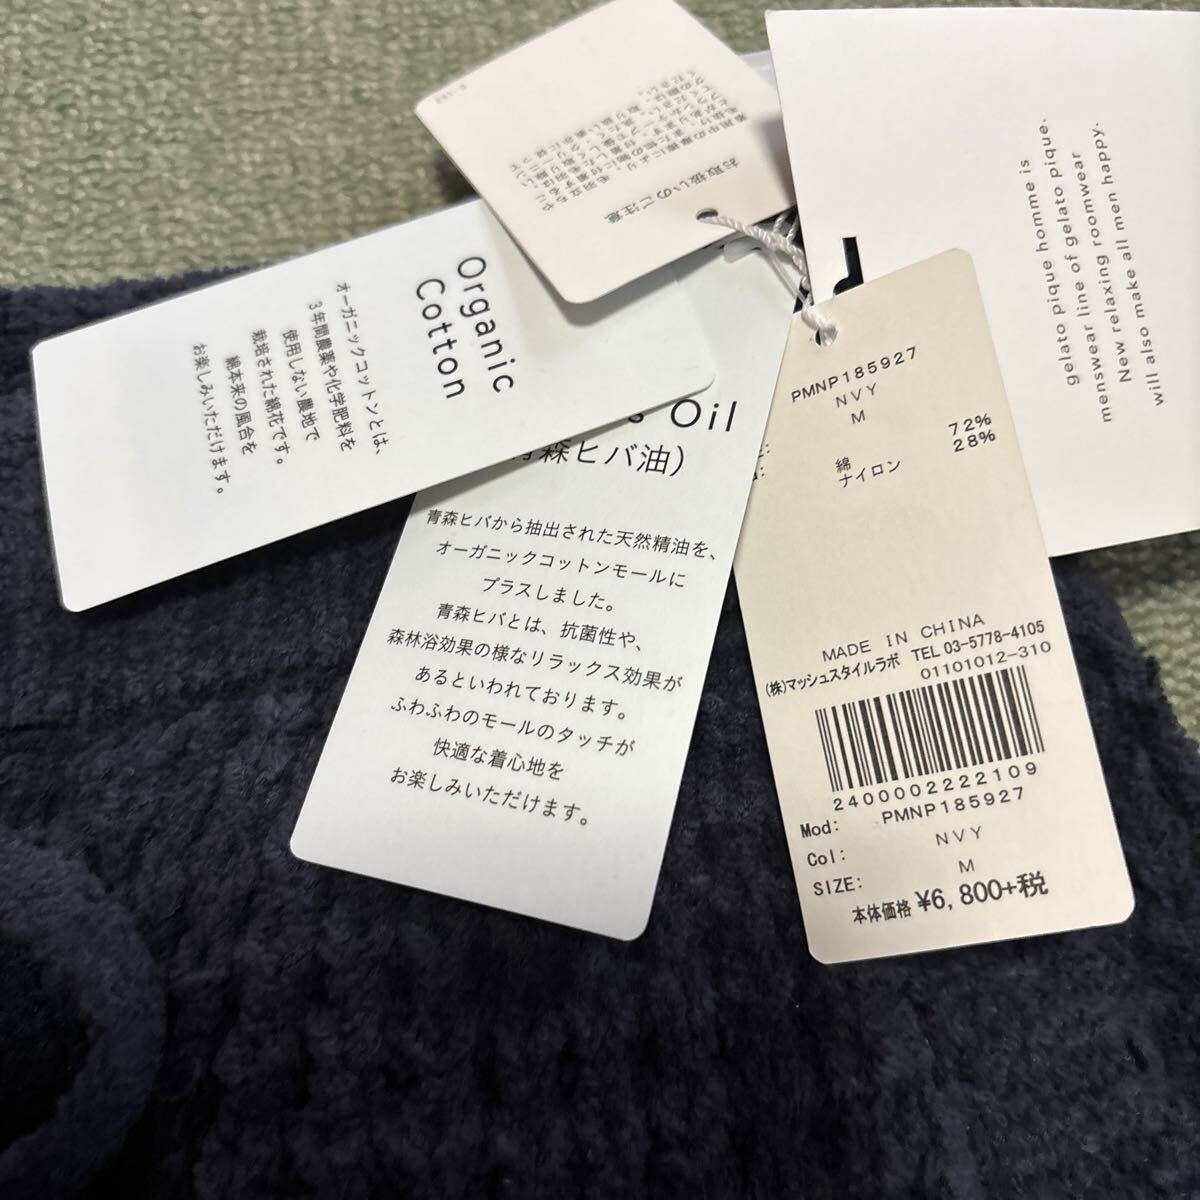 Organic
Cotton
オーガニックコットンとは、
3年間農薬や化学肥料を
使用しない農地で
栽培された綿花です。
綿本来の風合を
お楽しみいただけます。
お取扱いのご注意
s Oil
青森ヒバ油）
青森ヒバから抽出された天然精油を、
オーガニックコットンモールに
プラスしました。
青森ヒバとは、抗菌性や、
森林浴効果の様なリラックス効果が
あるといわれております。
ふわふわのモールのタッチが
快適な着心地を
お楽しみいただけます。
gelato pique homme is
menswear line of gelato pique.
New relaxing roomwear
will also make all men happy.
PMNP185927
NVY
M
綿 72%
ナイロン 28%
MADE IN CHINA
(株)マッシュスタイルラボ TEL 03-5778-4105
01101012-310
2400002222109
Mod: PMNP185927
Col: NVY
SIZE: M
本体価格 ¥6,800+税